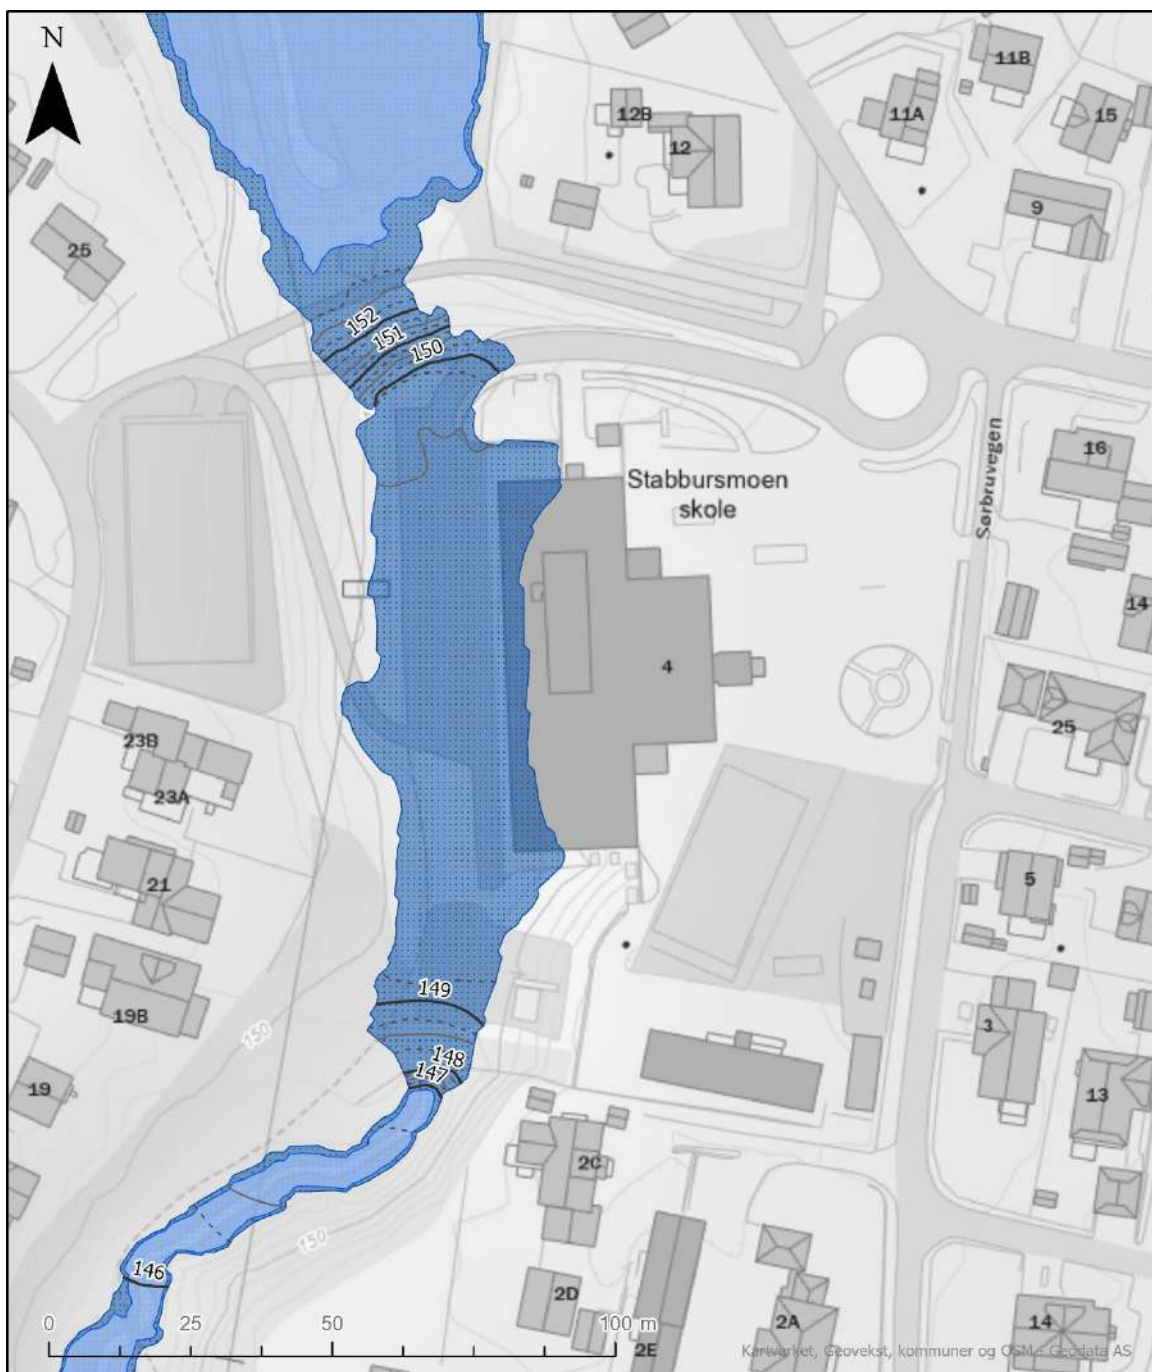 N
11B
12B
11A
15
12
9
25
152
151
150
16
Stabbursmoen
skole
Sørbruvegen
14
4
23B
25
23A
21
5
149
19B
150
3
148
147
19
13
2C
150
146
2D
0
25
50
100 m
2A
14
2E
Kartverket, Geovekst, kommuner og OSM - Geodata AS